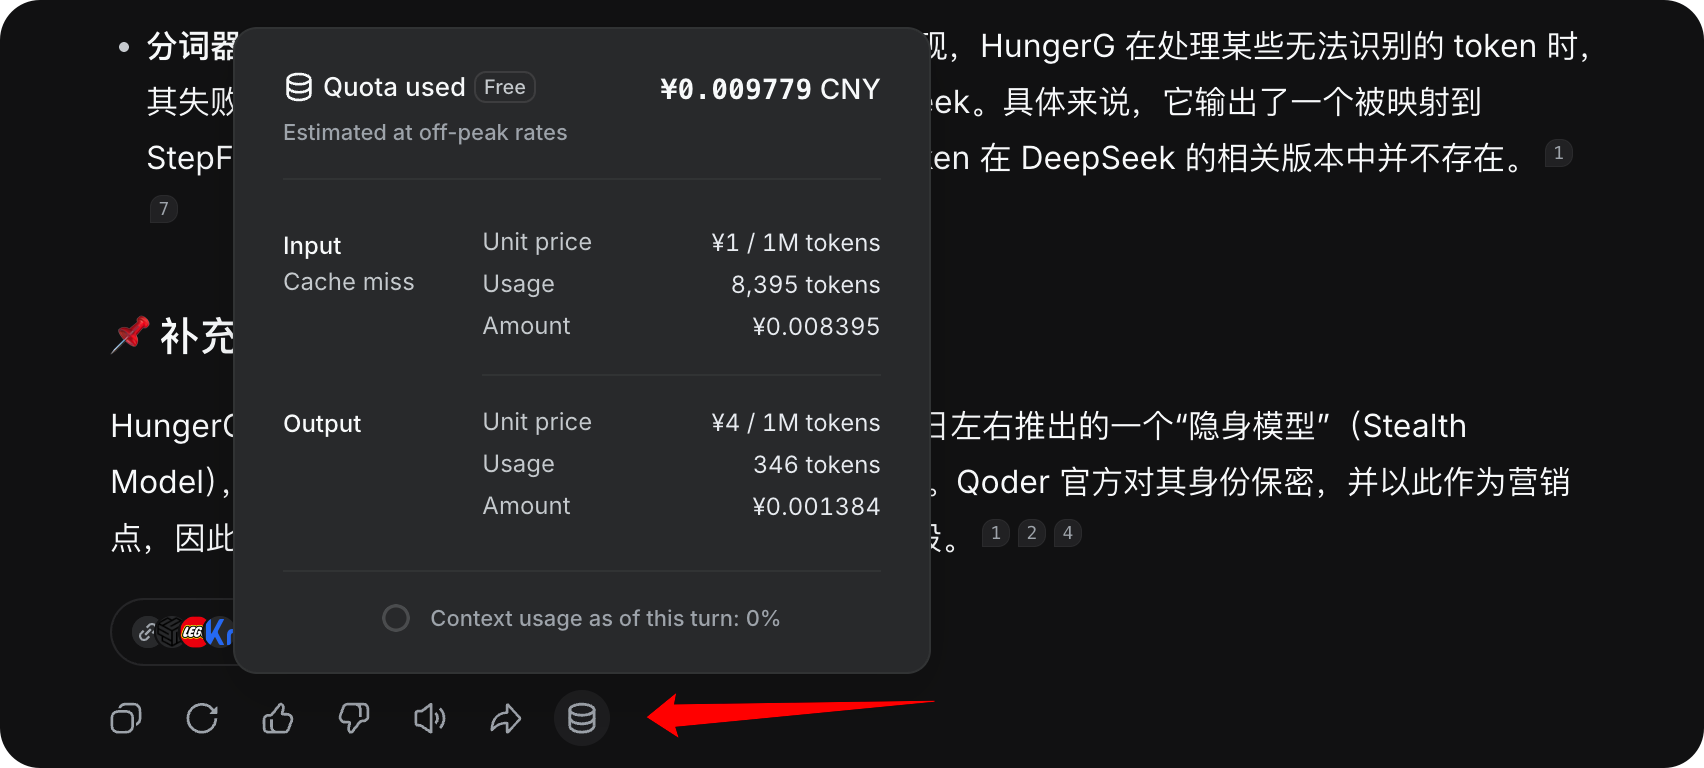 分词器
现，HungerG 在处理某些无法识别的 token 时，
其失败
eek。具体来说，它输出了一个被映射到
StepF
ken 在 DeepSeek 的相关版本中并不存在。 1
7
Quota used Free ¥0.009779 CNY
Estimated at off-peak rates
Input
Cache miss
Unit price ¥1 / 1M tokens
Usage 8,395 tokens
Amount ¥0.008395
Output
Unit price ¥4 / 1M tokens
Usage 346 tokens
Amount ¥0.001384
Context usage as of this turn: 0%
📌 补充
HungerG
日左右推出的一个“隐身模型”（Stealth
Model），
。Qoder 官方对其身份保密，并以此作为营销
点，因此
。 1 2 4
LEG
Kr